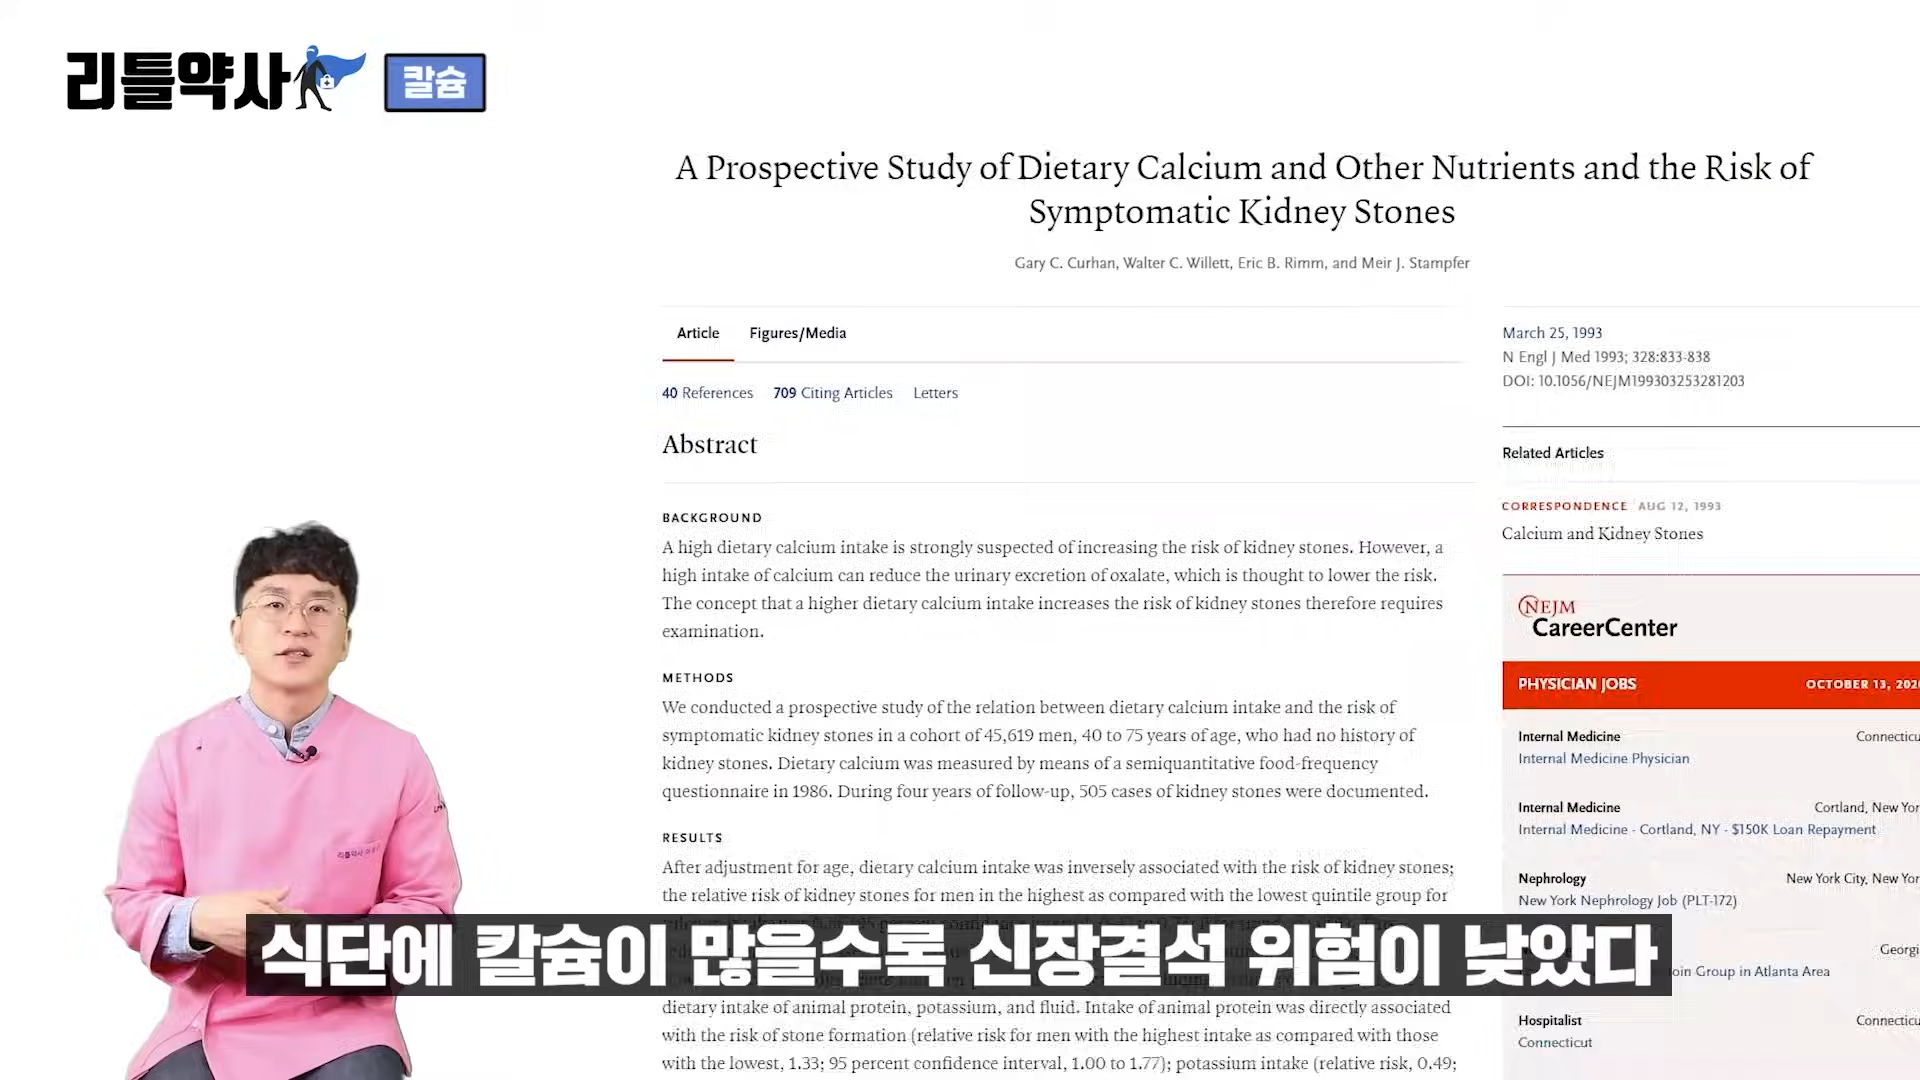 리틀약사
칼슘
A Prospective Study of Dietary Calcium and Other Nutrients and the Risk of
Symptomatic Kidney Stones
Gary C. Curhan, Walter C. Willett, Eric B. Rimm, and Meir J. Stampfer
Article Figures/Media
40 References 709 Citing Articles Letters
Abstract
BACKGROUND
A high dietary calcium intake is strongly suspected of increasing the risk of kidney stones. However, a
high intake of calcium can reduce the urinary excretion of oxalate, which is thought to lower the risk.
The concept that a higher dietary calcium intake increases the risk of kidney stones therefore requires
examination.
METHODS
We conducted a prospective study of the relation between dietary calcium intake and the risk of
symptomatic kidney stones in a cohort of 45,619 men, 40 to 75 years of age, who had no history of
kidney stones. Dietary calcium was measured by means of a semiquantitative food-frequency
questionnaire in 1986. During four years of follow-up, 505 cases of kidney stones were documented.
RESULTS
After adjustment for age, dietary calcium intake was inversely associated with the risk of kidney stones;
the relative risk of kidney stones for men in the highest as compared with the lowest quintile group for
식단에 칼슘이 많을수록 신장결석 위험이 낮았다
dietary intake of animal protein, potassium, and fluid. Intake of animal protein was directly associated
with the risk of stone formation (relative risk for men with the highest intake as compared with those
with the lowest, 1.33; 95 percent confidence interval, 1.00 to 1.77); potassium intake (relative risk, 0.49;
March 25, 1993
N Engl J Med 1993; 328:833-838
DOI: 10.1056/NEJM199303253281203
Related Articles
CORRESPONDENCE AUG 12, 1993
Calcium and Kidney Stones
NEJM
CareerCenter
PHYSICIAN JOBS OCTOBER 13, 202
Internal Medicine Connecticu
Internal Medicine Physician
Internal Medicine Cortland, New Yor
Internal Medicine - Cortland, NY - $150K Loan Repayment
Nephrology New York City, New Yor
New York Nephrology Job (PLT-172)
Georgi
Join Group in Atlanta Area
Hospitalist Connecticu
Connecticut